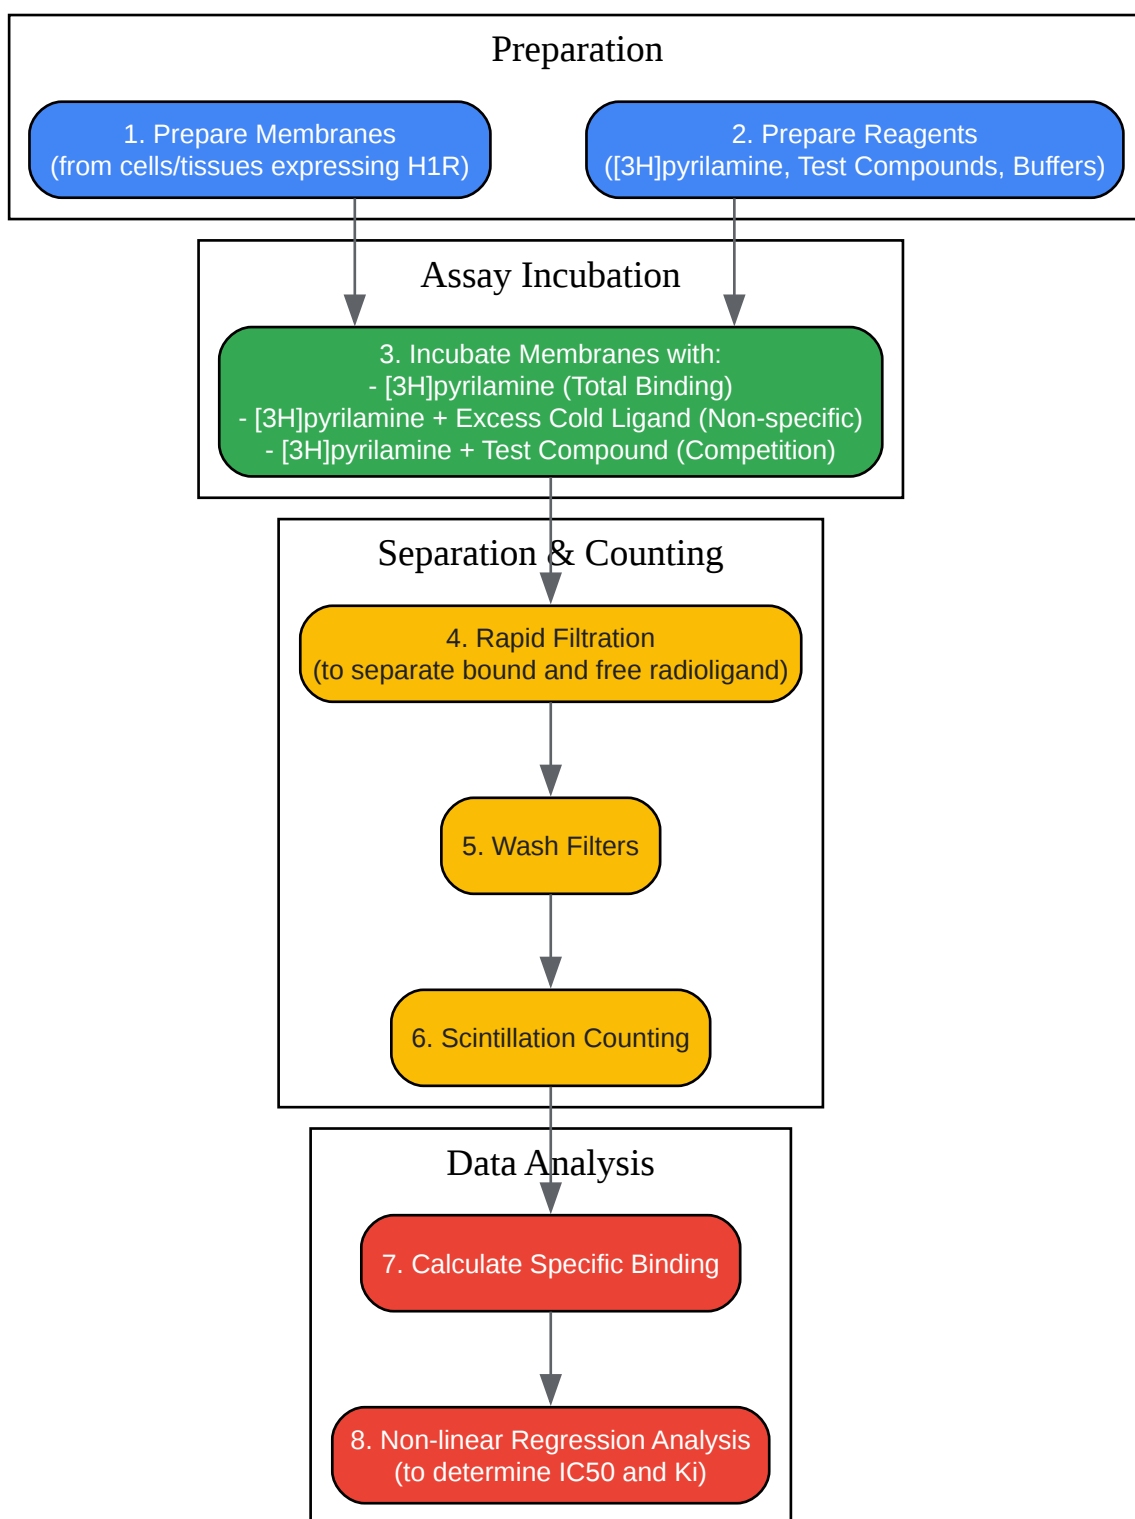 Preparation
1. Prepare Membranes
(from cells/tissues expressing H1R)
2. Prepare Reagents
([3H]pyrilamine, Test Compounds, Buffers)
Assay Incubation
3. Incubate Membranes with:
- [3H]pyrilamine (Total Binding)
- [3H]pyrilamine + Excess Cold Ligand (Non-specific)
- [3H]pyrilamine + Test Compound (Competition)
Separation & Counting
4. Rapid Filtration
(to separate bound and free radioligand)
5. Wash Filters
6. Scintillation Counting
Data Analysis
7. Calculate Specific Binding
8. Non-linear Regression Analysis
(to determine IC50 and Ki)